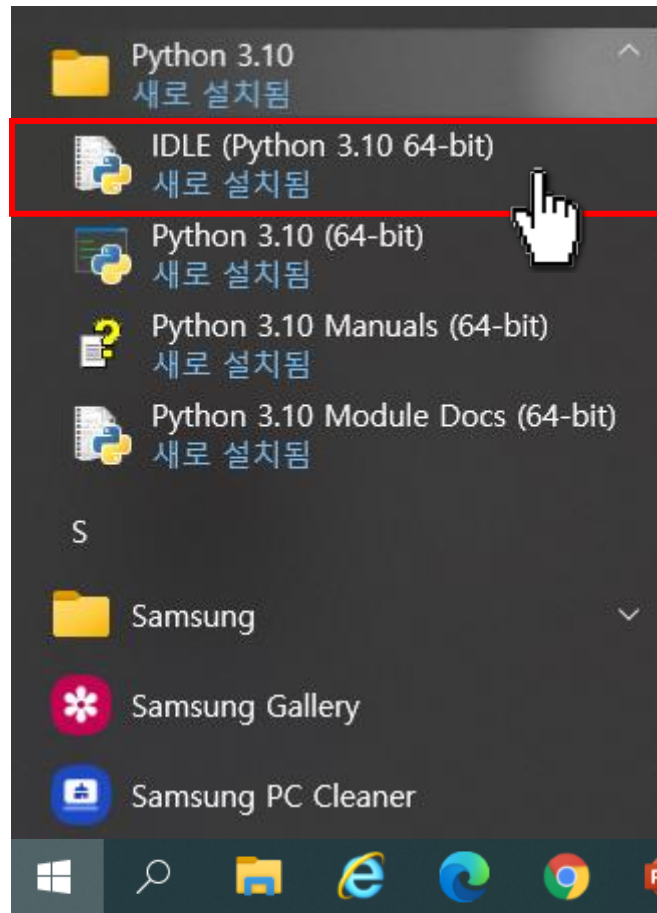 Python 3.10
새로 설치됨
IDLE (Python 3.10 64-bit)
새로 설치됨
Python 3.10 (64-bit)
새로 설치됨
Python 3.10 Manuals (64-bit)
새로 설치됨
Python 3.10 Module Docs (64-bit)
새로 설치됨
S
Samsung
Samsung Gallery
Samsung PC Cleaner